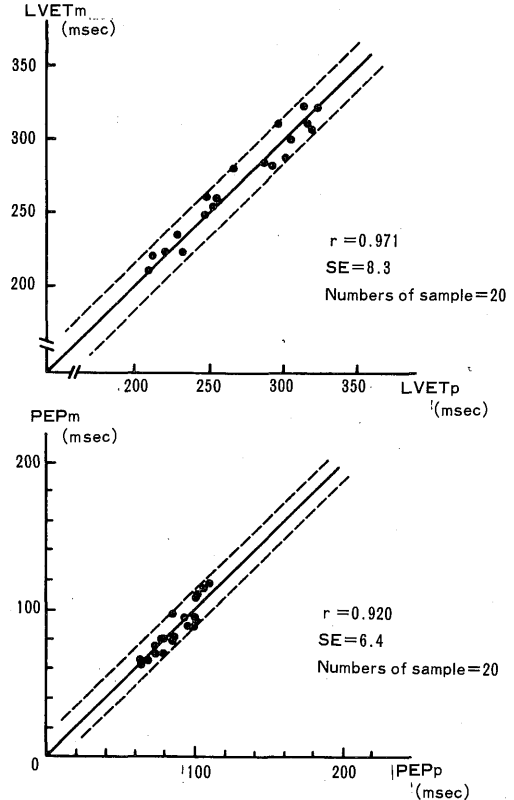 LVETm
(msec)
350
300
250
200
r=0.971
SE=8.3
Numbers of sample=20
200 250 300 350 LVETp
(msec)
PEPm
(msec)
200
100
0
r=0.920
SE=6.4
Numbers of sample=20
100 200 PEPp
(msec)